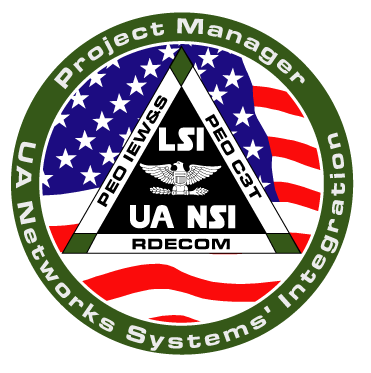 Project Manager
UA Networks Systems' Integration
PEO IEW&S
PEO C3T
LSI
UA NSI
RDECOM